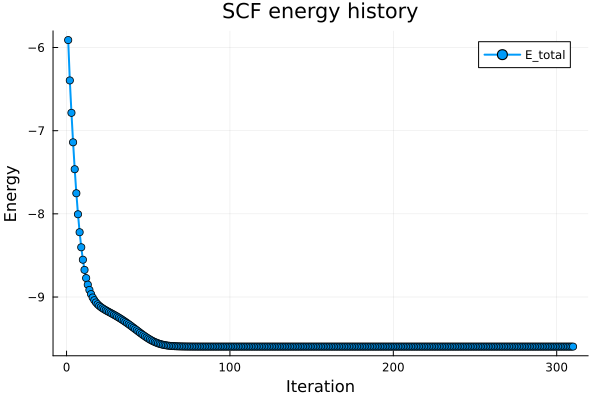 SCF energy history
E_total
−6
−7
−8
−9
Energy
0 100 200 300
Iteration